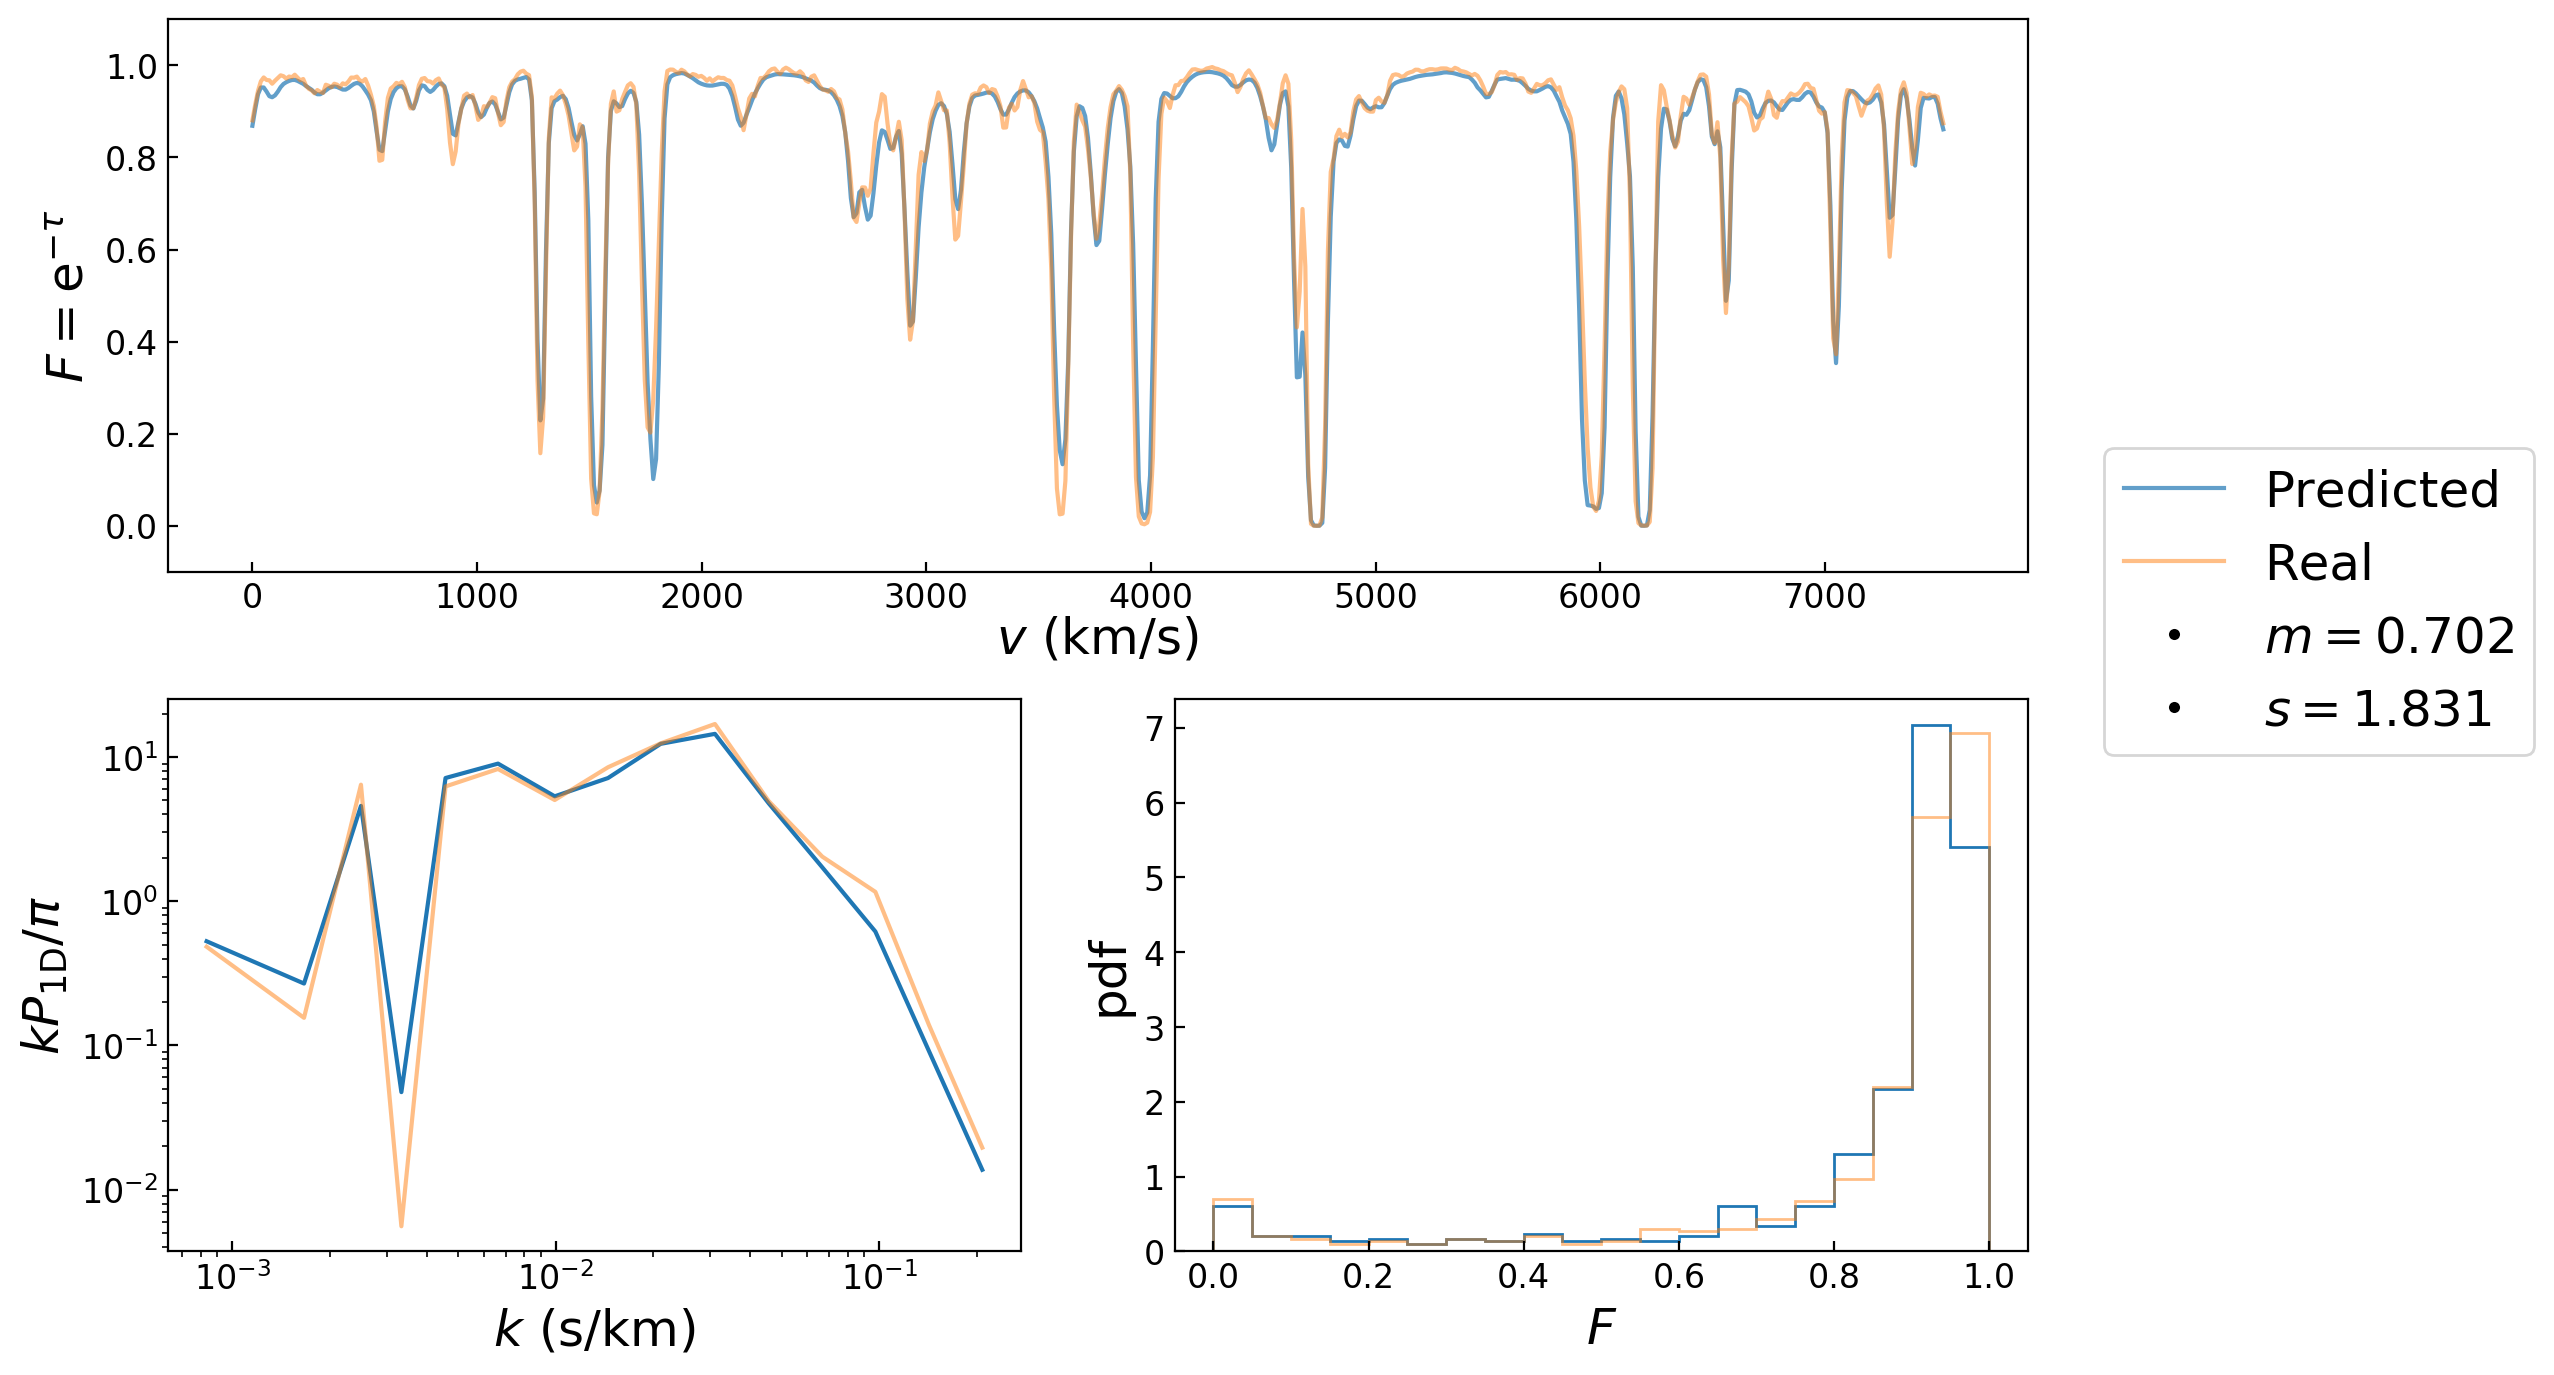 F = e^{−τ}
1.0
0.8
0.6
0.4
0.2
0.0
0 1000 2000 3000 4000 5000 6000 7000
v (km/s)
Predicted
Real
m = 0.702
s = 1.831
kP_{1D}/π
10^1
10^0
10^{−1}
10^{−2}
10^{−3} 10^{−2} 10^{−1}
k (s/km)
pdf
7
6
5
4
3
2
1
0
0.0 0.2 0.4 0.6 0.8 1.0
F